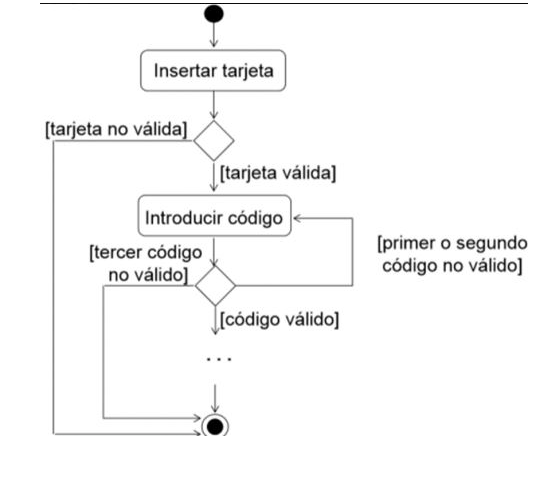 Insertar tarjeta
[tarjeta no válida]
[tarjeta válida]
Introducir código
[primer o segundo
código no válido]
[tercer código
no válido]
[código válido]
...